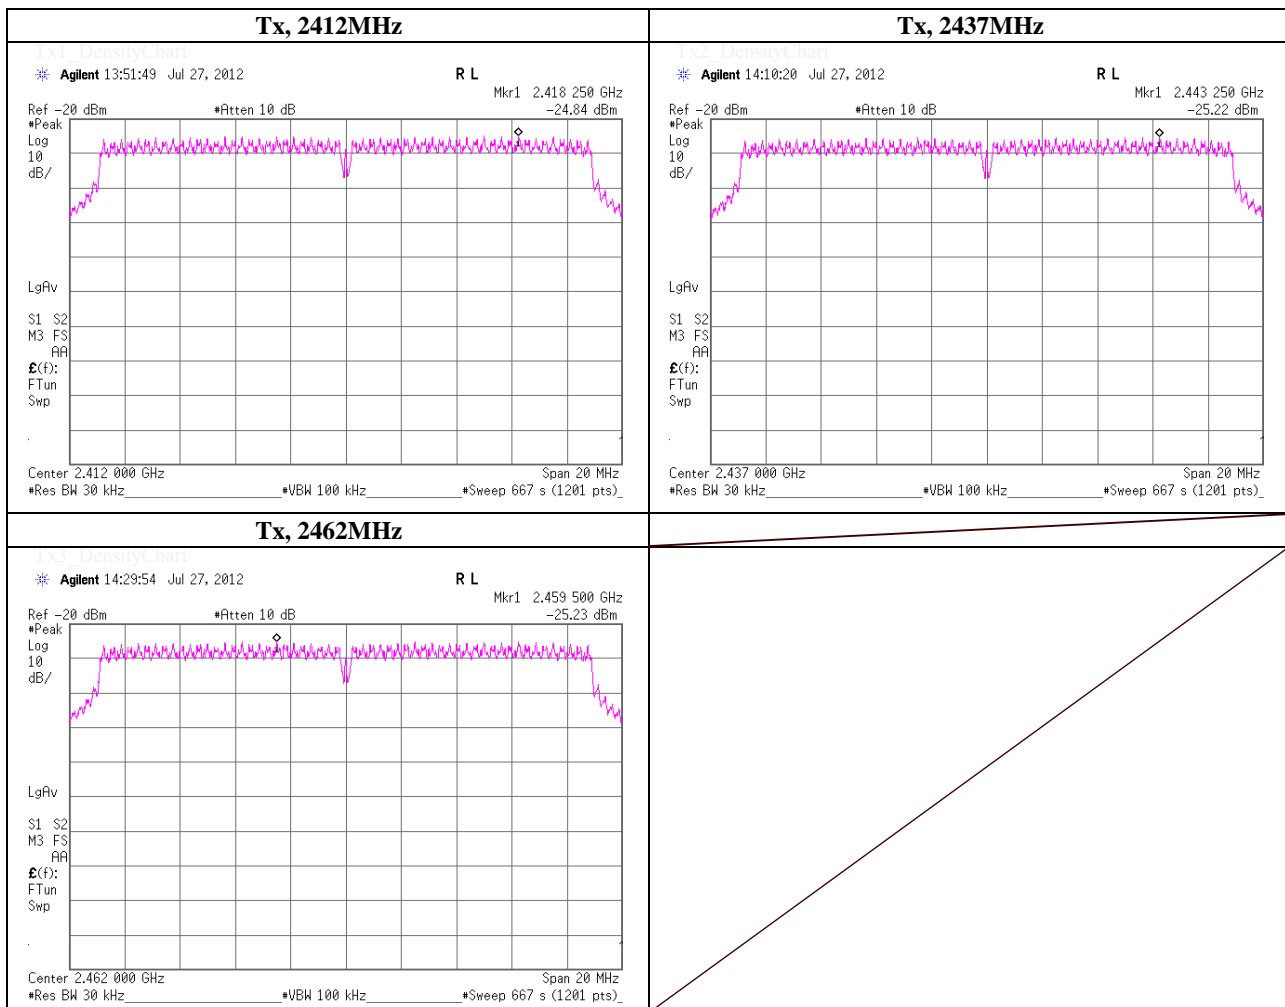 Tx, 2412MHz
Tx1_DensityChart
Agilent 13:51:49 Jul 27, 2012 R L
Mkr1 2.418 250 GHz
Ref -20 dBm #Atten 10 dB -24.84 dBm
#Peak
Log
10
dB/
1
LgAv
S1 S2
M3 FS
AA
£(f):
FTun
Swp
Center 2.412 000 GHz Span 20 MHz
#Res BW 30 kHz #VBW 100 kHz #Sweep 667 s (1201 pts)
Tx, 2437MHz
Tx2_DensityChart
Agilent 14:10:20 Jul 27, 2012 R L
Mkr1 2.443 250 GHz
Ref -20 dBm #Atten 10 dB -25.22 dBm
#Peak
Log
10
dB/
1
LgAv
S1 S2
M3 FS
AA
£(f):
FTun
Swp
Center 2.437 000 GHz Span 20 MHz
#Res BW 30 kHz #VBW 100 kHz #Sweep 667 s (1201 pts)
Tx, 2462MHz
Tx3_DensityChart
Agilent 14:29:54 Jul 27, 2012 R L
Mkr1 2.459 500 GHz
Ref -20 dBm #Atten 10 dB -25.23 dBm
#Peak
Log
10
dB/
1
LgAv
S1 S2
M3 FS
AA
£(f):
FTun
Swp
Center 2.462 000 GHz Span 20 MHz
#Res BW 30 kHz #VBW 100 kHz #Sweep 667 s (1201 pts)